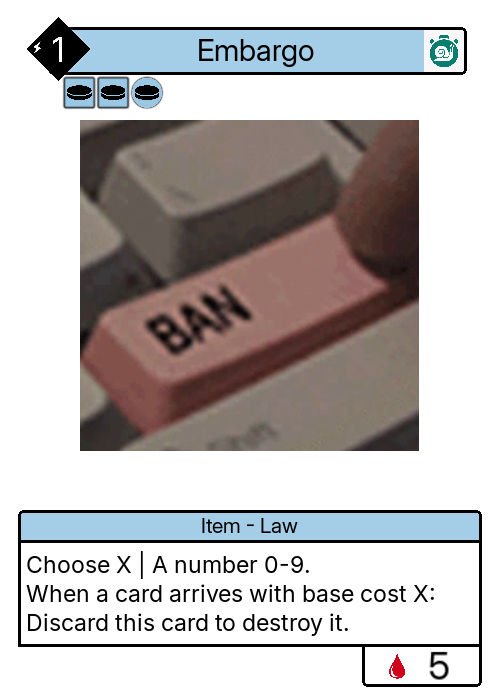 1
Embargo
BAN
Shift
Item - Law
Choose X | A number 0-9.
When a card arrives with base cost X:
Discard this card to destroy it.
5